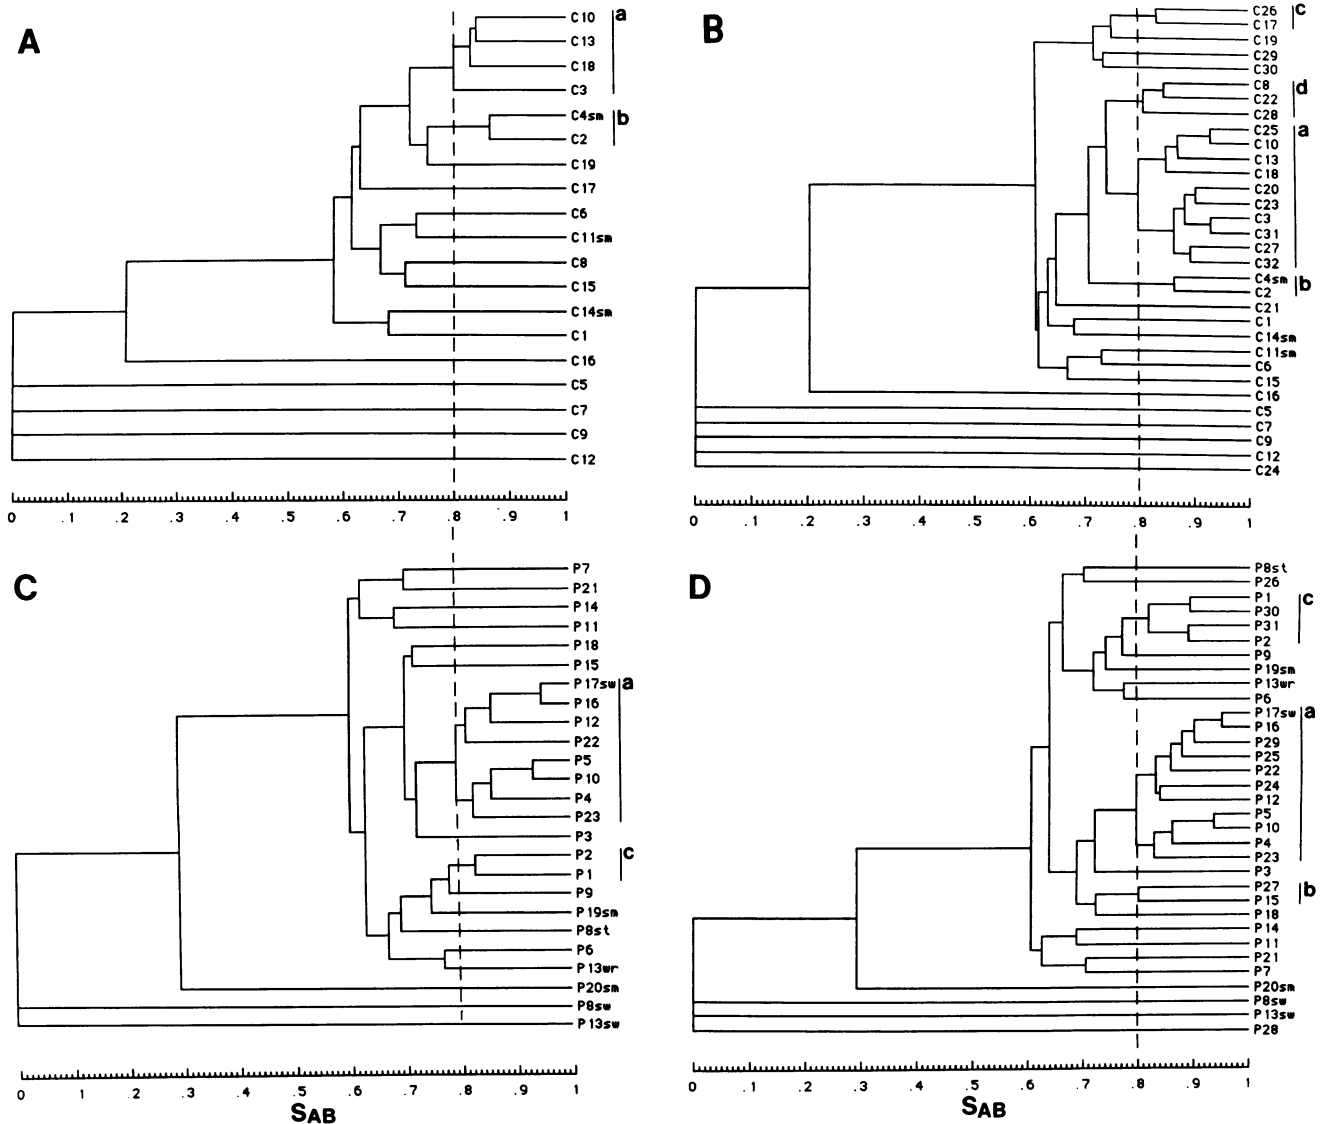 A
C10
a
C13
C18
C3
C4sm
b
C2
C19
C17
C6
C11sm
C8
C15
C14sm
C1
C16
C5
C7
C9
C12
0 .1 .2 .3 .4 .5 .6 .7 .8 .9 1
B
C26
c
C17
C19
C29
C30
C8
d
C22
C28
C25
a
C10
C13
C18
C20
C23
C3
C31
C27
C32
C4sm
b
C2
C21
C1
C14sm
C11sm
C6
C15
C16
C5
C7
C9
C12
C24
0 .1 .2 .3 .4 .5 .6 .7 .8 .9 1
C
P7
P21
P14
P11
P18
P15
P17sw
a
P16
P12
P22
P5
P10
P4
P23
P3
P2
c
P1
P9
P19sm
P8st
P6
P13wr
P20sm
P8sw
P13sw
0 .1 .2 .3 .4 .5 .6 .7 .8 .9 1
SAB
D
P8st
P26
P1
c
P30
P31
P2
P9
P19sm
P13wr
P6
P17sw
a
P16
P29
P25
P22
P24
P12
P5
P10
P4
P23
P3
P27
b
P15
P18
P14
P11
P21
P7
P20sm
P8sw
P13sw
P28
0 .1 .2 .3 .4 .5 .6 .7 .8 .9 1
SAB